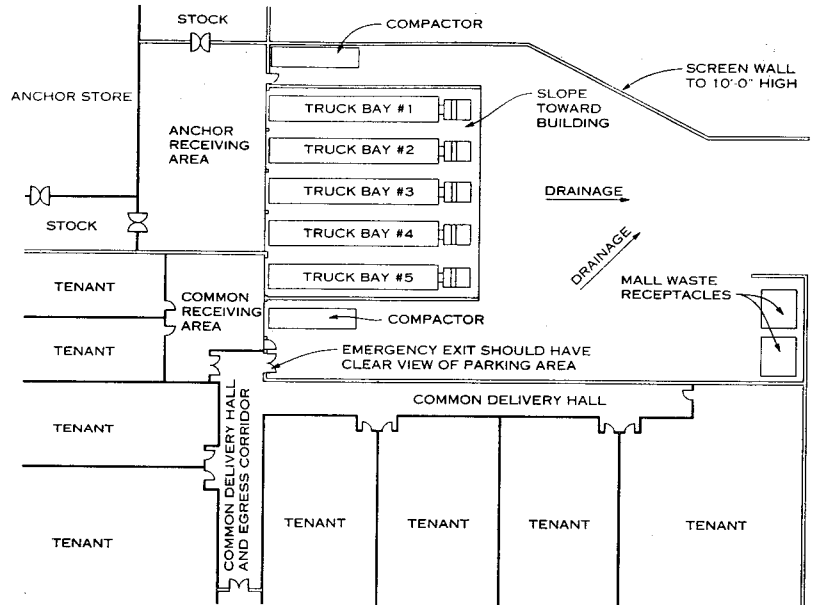 STOCK
COMPACTOR
SCREEN WALL
TO 10'-0" HIGH
ANCHOR STORE
SLOPE
TOWARD
BUILDING
TRUCK BAY #1
ANCHOR
RECEIVING
AREA
TRUCK BAY #2
TRUCK BAY #3
DRAINAGE
STOCK
TRUCK BAY #4
DRAINAGE
TRUCK BAY #5
TENANT
MALL WASTE
RECEPTACLES
COMMON
RECEIVING
AREA
COMPACTOR
TENANT
EMERGENCY EXIT SHOULD HAVE
CLEAR VIEW OF PARKING AREA
COMMON DELIVERY HALL
TENANT
COMMON DELIVERY HALL
AND EGRESS CORRIDOR
TENANT
TENANT
TENANT
TENANT
TENANT